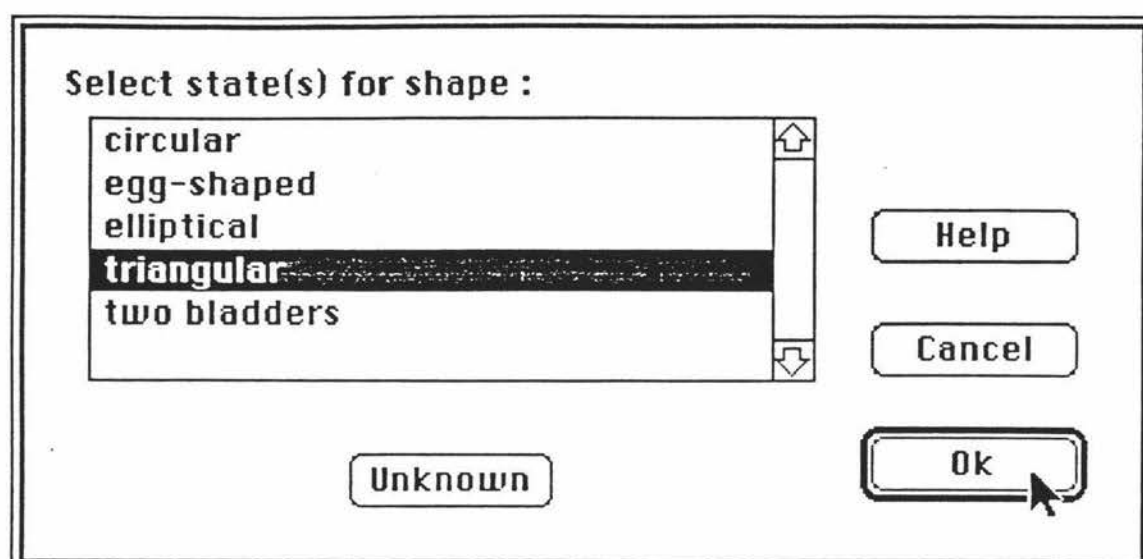 Select state(s) for shape :
circular
egg-shaped
elliptical
triangular
two bladders
Help
Cancel
Ok
Unknown